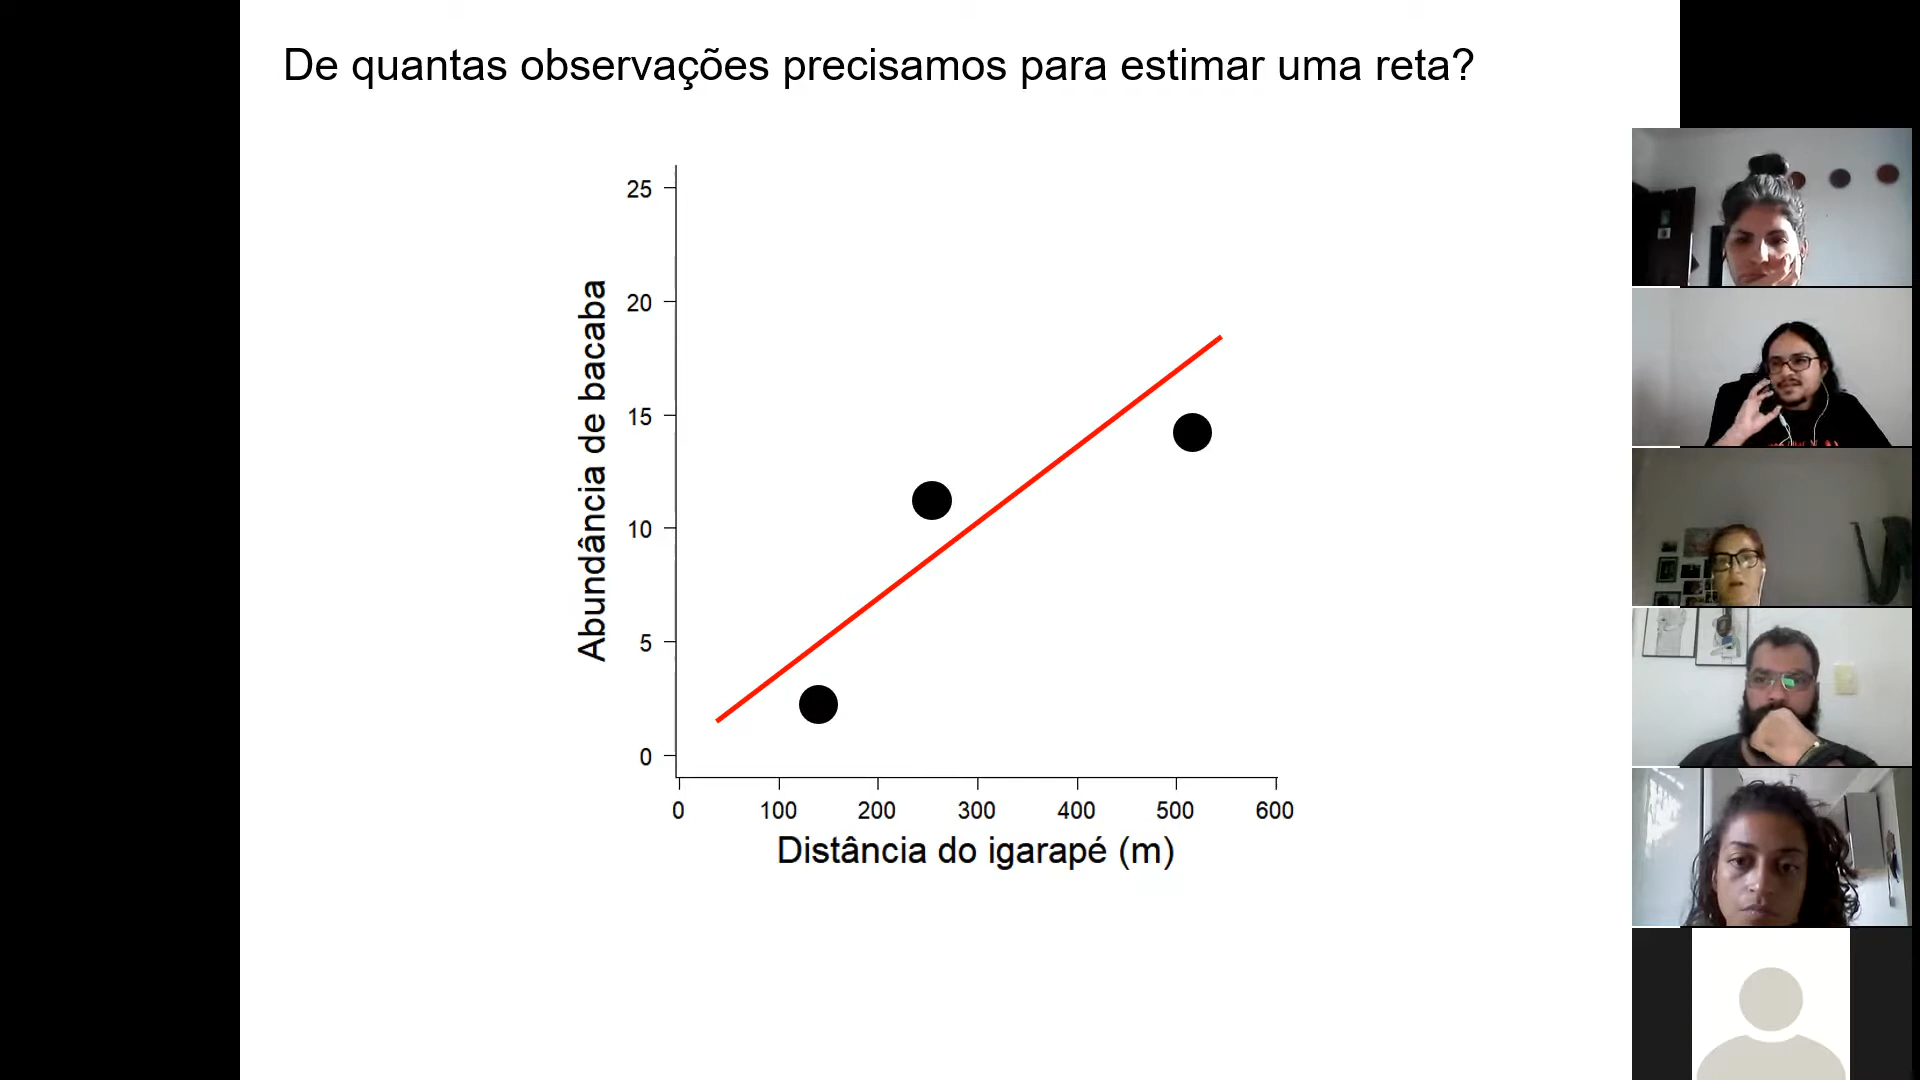 De quantas observações precisamos para estimar uma reta?
25
20
15
10
5
0
Abundância de bacaba
0 100 200 300 400 500 600
Distância do igarapé (m)